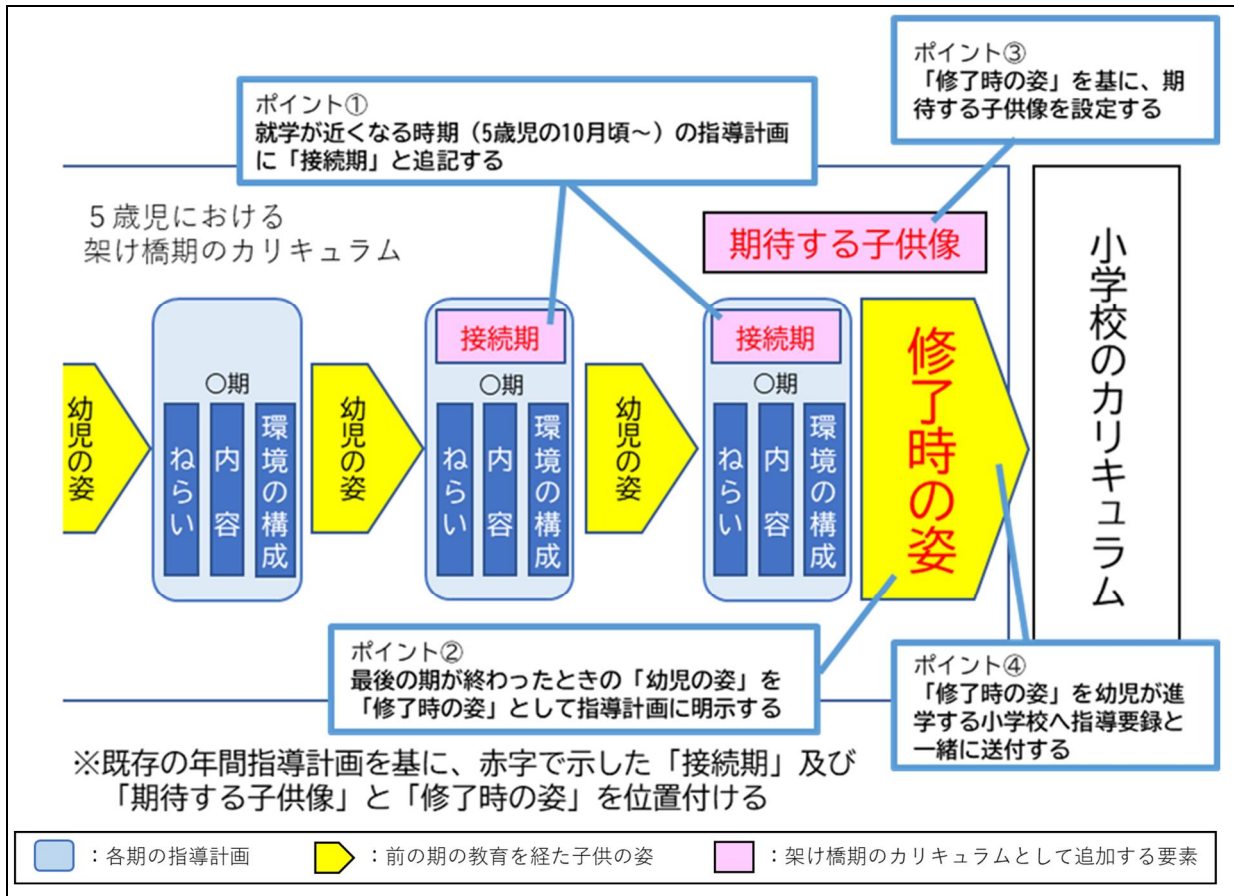 ポイント③
「修了時の姿」を基に、期
待する子供像を設定する
ポイント①
就学が近くなる時期（5歳児の10月頃～）の指導計画
に「接続期」と追記する
５歳児における
架け橋期のカリキュラム
期待する子供像
幼児の姿
〇期
ねらい
内容
環境の構成
幼児の姿
接続期
〇期
ねらい
内容
環境の構成
幼児の姿
接続期
〇期
ねらい
内容
環境の構成
修了時の姿
小学校のカリキュラム
ポイント②
最後の期が終わったときの「幼児の姿」を
「修了時の姿」として指導計画に明示する
ポイント④
「修了時の姿」を幼児が進
学する小学校へ指導要録と
一緒に送付する
※既存の年間指導計画を基に、赤字で示した「接続期」及び
「期待する子供像」と「修了時の姿」を位置付ける
：各期の指導計画
：前の期の教育を経た子供の姿
：架け橋期のカリキュラムとして追加する要素